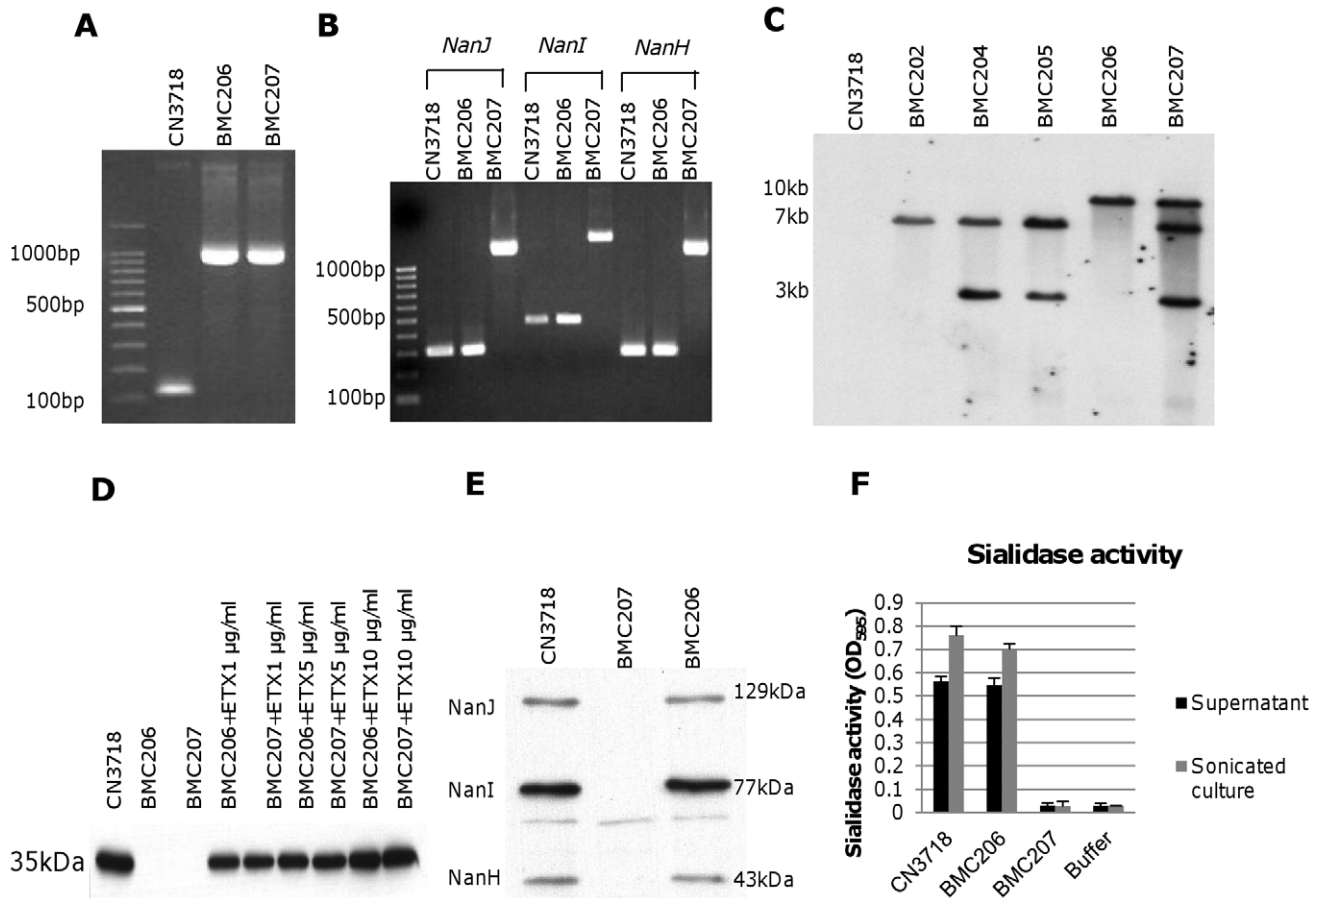 A
CN3718
BMC206
BMC207
1000bp
500bp
100bp
B
NanJ
NanI
NanH
CN3718
BMC206
BMC207
CN3718
BMC206
BMC207
CN3718
BMC206
BMC207
1000bp
500bp
100bp
C
CN3718
BMC202
BMC204
BMC205
BMC206
BMC207
10kb
7kb
3kb
D
CN3718
BMC206
BMC207
BMC206+ETX1 µg/ml
BMC207+ETX1 µg/ml
BMC206+ETX5 µg/ml
BMC207+ETX5 µg/ml
BMC206+ETX10 µg/ml
BMC207+ETX10 µg/ml
35kDa
E
CN3718
BMC207
BMC206
NanJ
NanI
NanH
129kDa
77kDa
43kDa
F
Sialidase activity
Sialidase activity (OD595)
0.9
0.8
0.7
0.6
0.5
0.4
0.3
0.2
0.1
0
CN3718
BMC206
BMC207
Buffer
Supernatant
Sonicated
culture